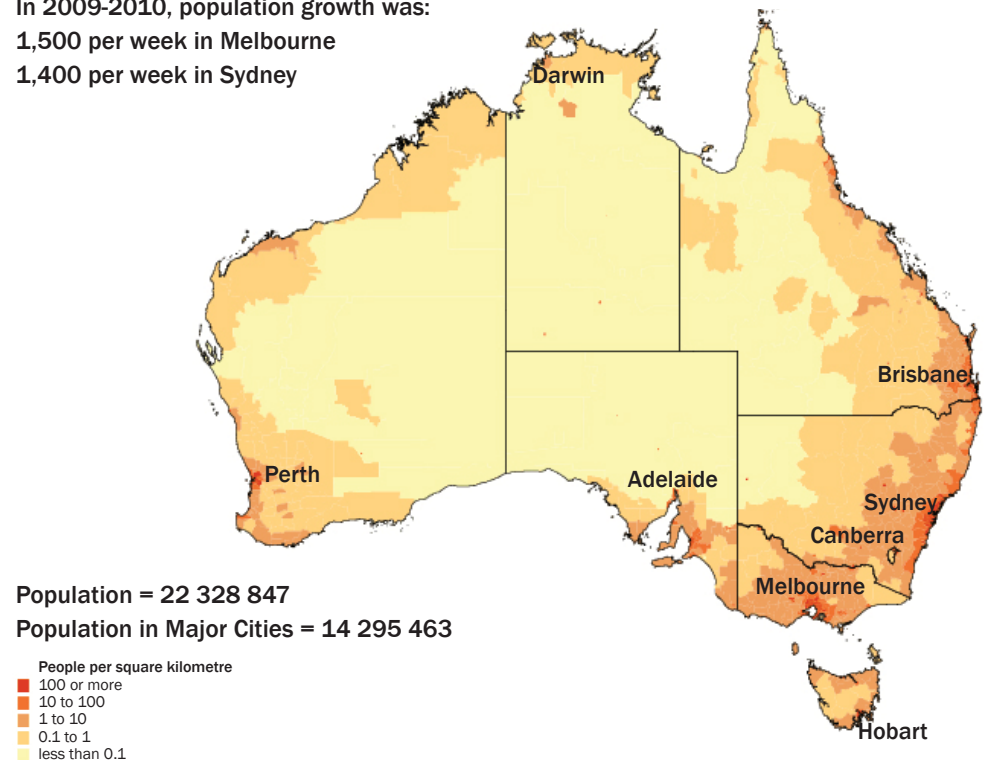 In 2009-2010, population growth was:
1,500 per week in Melbourne
1,400 per week in Sydney
Darwin
Brisbane
Perth
Adelaide
Sydney
Canberra
Melbourne
Hobart
Population = 22 328 847
Population in Major Cities = 14 295 463
People per square kilometre
100 or more
10 to 100
1 to 10
0.1 to 1
less than 0.1